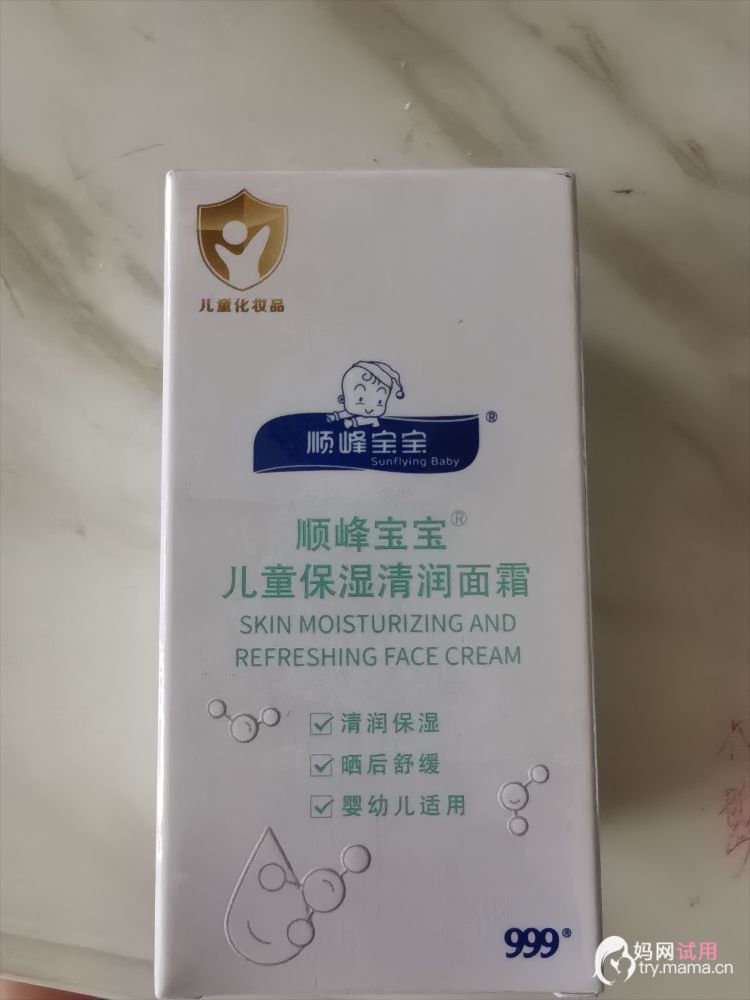 儿童化妆品
顺峰宝宝®
Sunflying Baby
顺峰宝宝®
儿童保湿清润面霜
SKIN MOISTURIZING AND
REFRESHING FACE CREAM
清润保湿
晒后舒缓
婴幼儿适用
999®
妈网试用
try.mama.cn